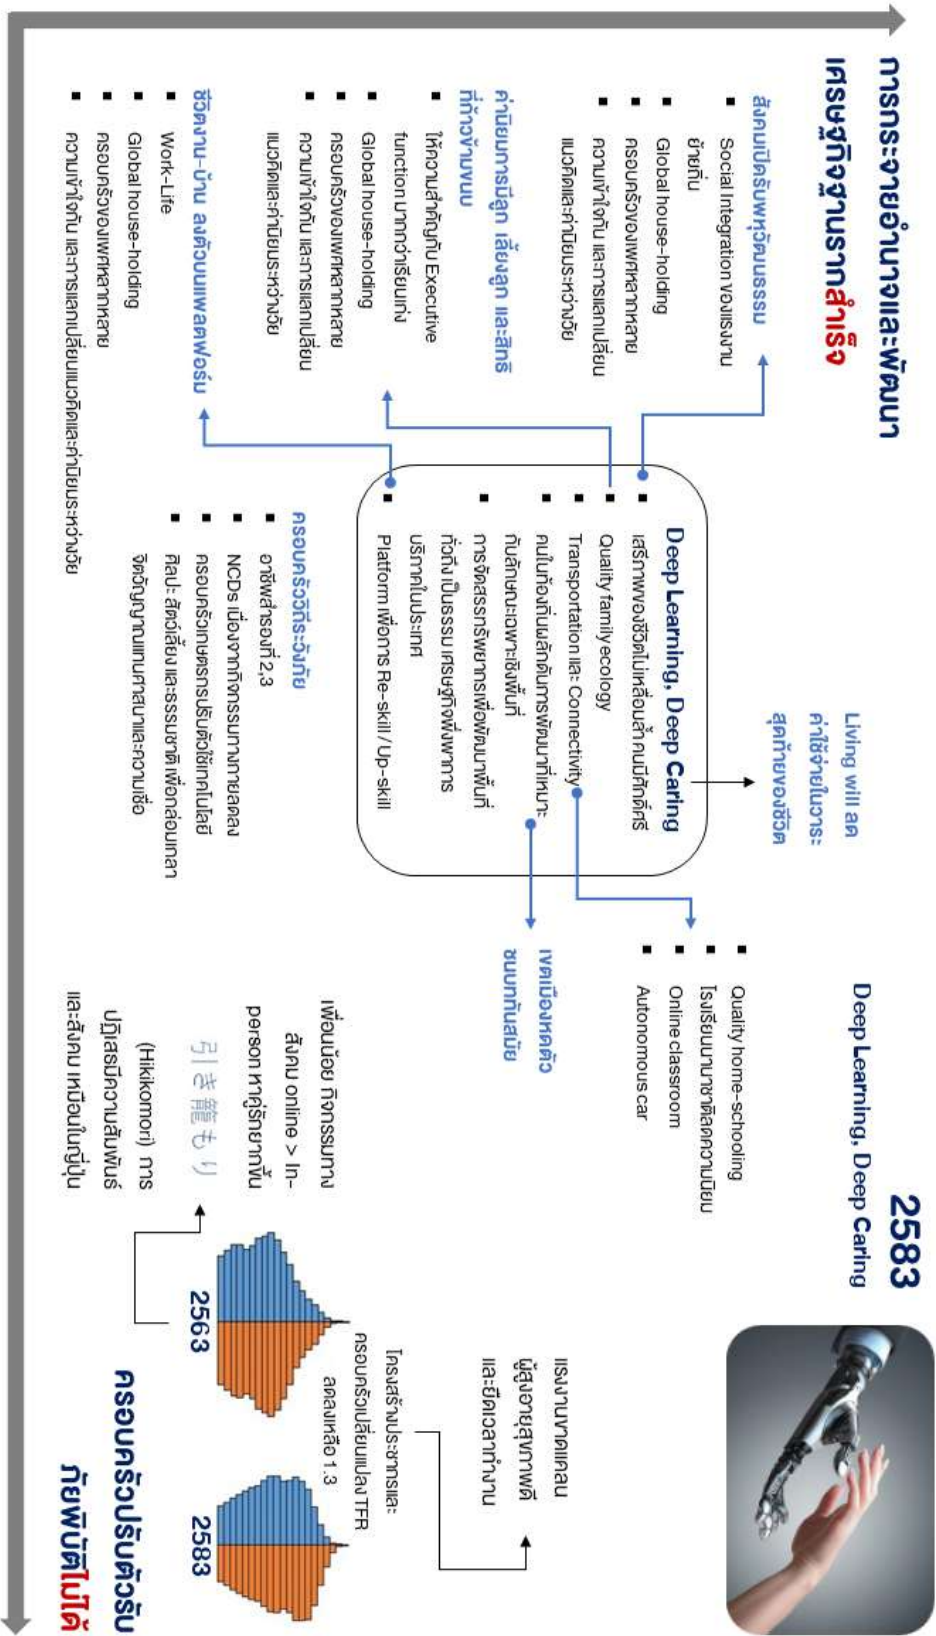 การกระจายอำนาจและพัฒนา
เศรษฐกิจฐานรากสำเร็จ
สังคมเปิดรับพหุวัฒนธรรม
▪ Social Integration ของแรงงาน
ย้ายถิ่น
▪ Global house-holding
▪ ครอบครัวของเพศหลากหลาย
▪ ความเข้าใจกัน และการแลกเปลี่ยน
แนวคิดและค่านิยมระหว่างวัย
ค่านิยมการมีลูก เลี้ยงลูก และสิทธิ
ที่ก้าวข้ามขนบ
▪ ให้ความสำคัญกับ Executive
function มากกว่าเรียนเก่ง
▪ Global house-holding
▪ ครอบครัวของเพศหลากหลาย
▪ ความเข้าใจกัน และการแลกเปลี่ยน
แนวคิดและค่านิยมระหว่างวัย
ชีวิตงาน-บ้าน ลงตัวบนแพลตฟอร์ม
▪ Work-Life
▪ Global house-holding
▪ ครอบครัวของเพศหลากหลาย
▪ ความเข้าใจกัน และการแลกเปลี่ยนแนวคิดและค่านิยมระหว่างวัย
Living will ลด
ค่าใช้จ่ายในวาระ
สุดท้ายของชีวิต
Deep Learning, Deep Caring
▪ เสรีภาพของชีวิตไม่เหลื่อมล้ำ คนมีศักดิ์ศรี
▪ Quality family ecology
▪ Transportation และ Connectivity
▪ คนในท้องถิ่นผลักดันการพัฒนาที่เหมาะ
กับลักษณะเฉพาะเชิงพื้นที่
▪ การจัดสรรทรัพยากรเพื่อพัฒนาพื้นที่
ทั่วถึง เป็นธรรม เศรษฐกิจพึ่งพาการ
บริโภคในประเทศ
▪ Platform เพื่อการ Re-skill / Up-skill
ครอบครัววิถีระวังภัย
▪ อาชีพสำรองที่ 2,3
▪ NCDs เนื่องจากกิจกรรมทางกายลดลง
▪ ครอบครัวเกษตรกรปรับตัวใช้เทคโนโลยี
▪ ศิลปะ สัตว์เลี้ยง และธรรมชาติ เพื่อกล่อมเกลา
จิตวิญญาณแทนศาสนาและความเชื่อ
2583
Deep Learning, Deep Caring
▪ Quality home-schooling
▪ โรงเรียนนานาชาติลดความนิยม
▪ Online classroom
▪ Autonomous car
เขตเมืองหดตัว
ชนบททันสมัย
เพื่อนน้อย กิจกรรมทาง
สังคม online > In-
person หาคู่รักยากขึ้น
引き籠もり
(Hikikomori) การ
ปฏิเสธมีความสัมพันธ์
และสังคม เหมือนในญี่ปุ่น
แรงงานขาดแคลน
ผู้สูงอายุสุขภาพดี
และยืดเวลาทำงาน
โครงสร้างประชากรและ
ครอบครัวเปลี่ยนแปลง TFR
ลดลงเหลือ 1.3
2563
2583
ครอบครัวปรับตัวรับ
ภัยพิบัติไม่ได้